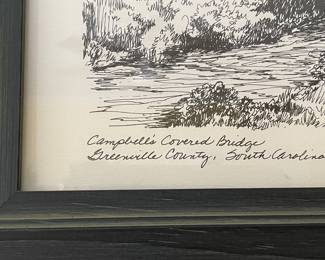 Campbell's Covered Bridge
Greenville County, South Carolina